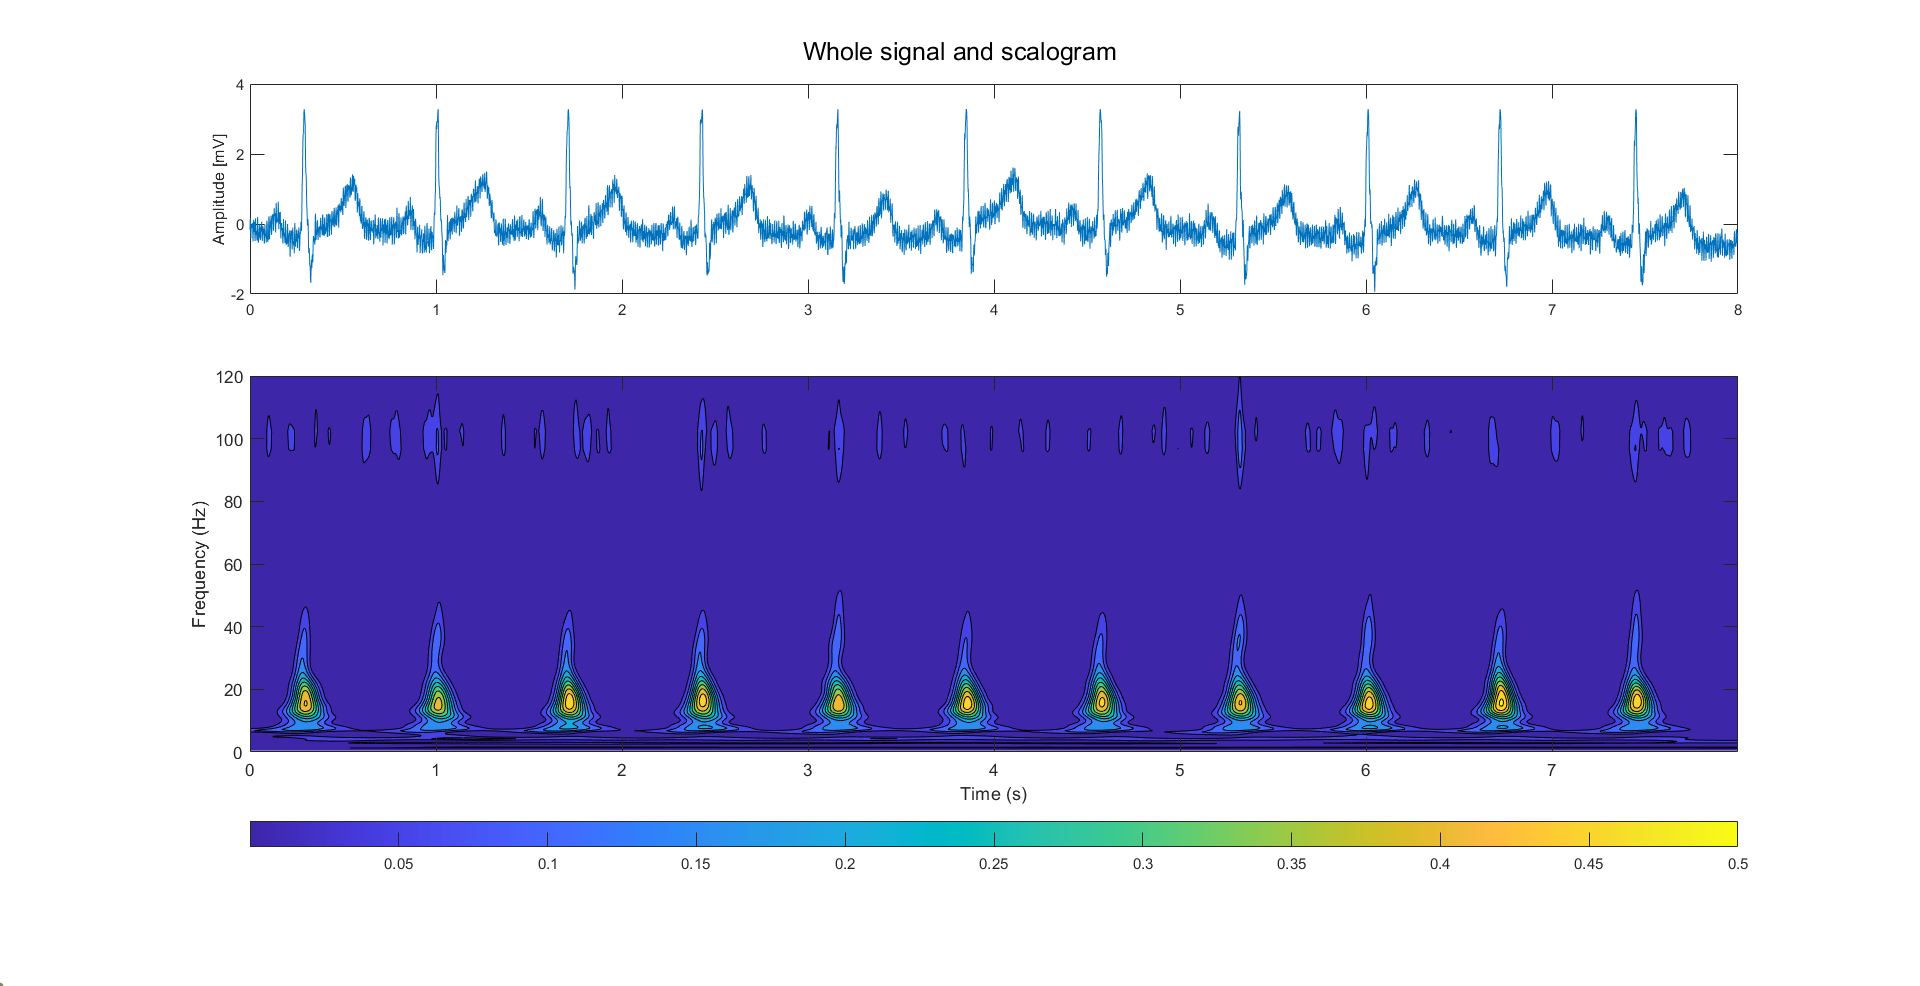 Whole signal and scalogram
4
2
0
-2
Amplitude [mV]
0 1 2 3 4 5 6 7 8
120
100
80
60
40
20
0
Frequency (Hz)
0 1 2 3 4 5 6 7
Time (s)
0.05 0.1 0.15 0.2 0.25 0.3 0.35 0.4 0.45 0.5